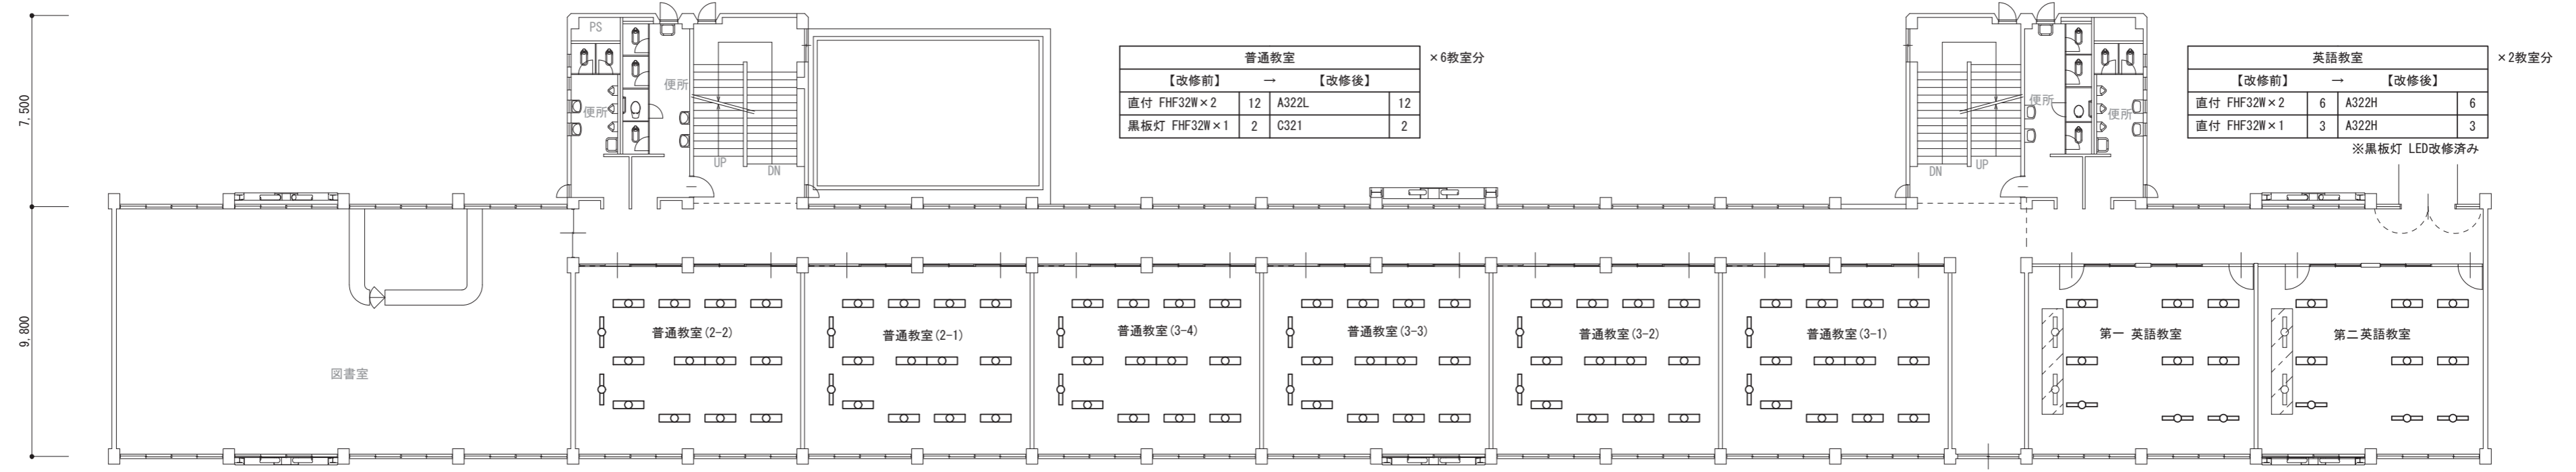 7,500
9,800
PS
便所
便所
UP
DN
普通教室
×6教室分
【改修前】 → 【改修後】
直付 FHF32W×2 12 A322L 12
黒板灯 FHF32W×1 2 C321 2
便所
便所
DN
UP
英語教室
×2教室分
【改修前】 → 【改修後】
直付 FHF32W×2 6 A322H 6
直付 FHF32W×1 3 A322H 3
※黒板灯 LED改修済み
図書室
普通教室(2-2)
普通教室(2-1)
普通教室(3-4)
普通教室(3-3)
普通教室(3-2)
普通教室(3-1)
第一 英語教室
第二英語教室